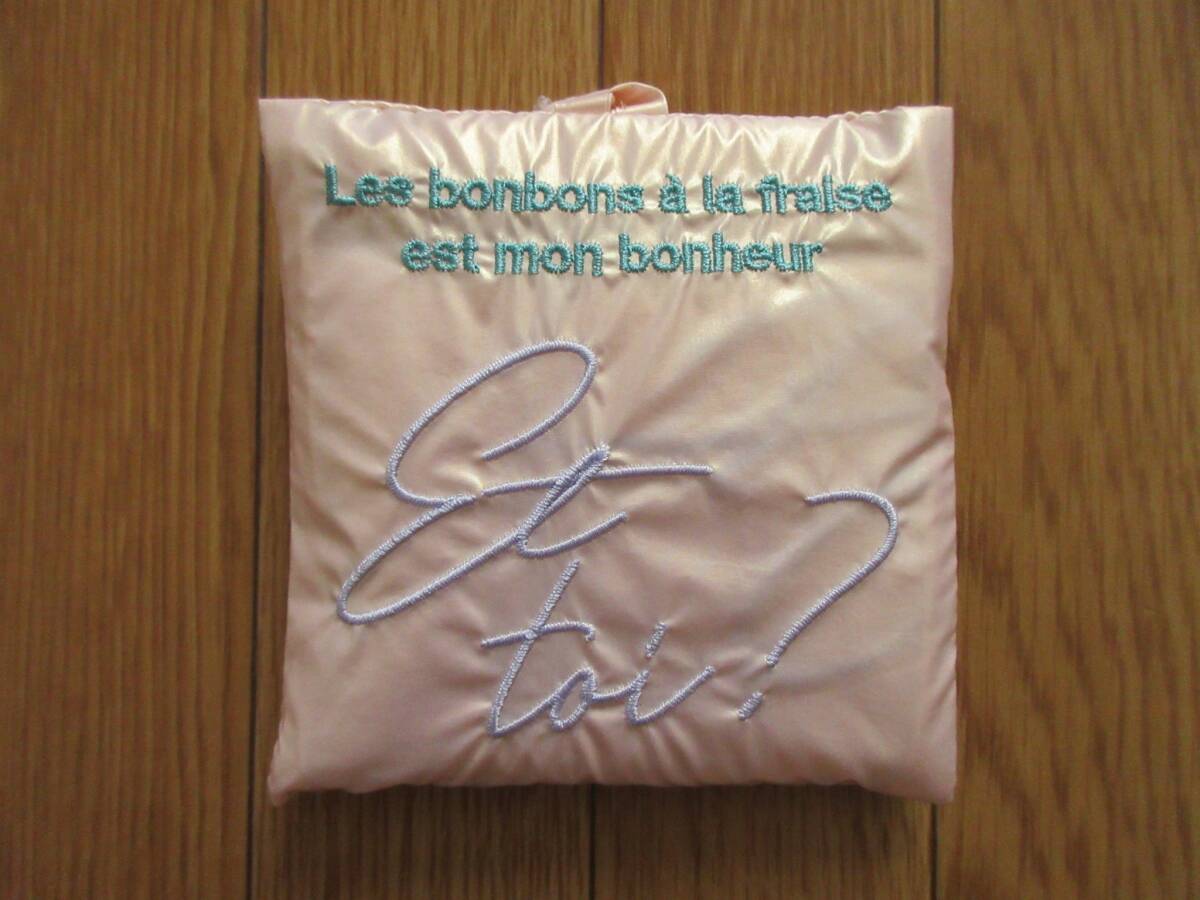 Les bonbons à la fraise
est mon bonheur
Et
toi?